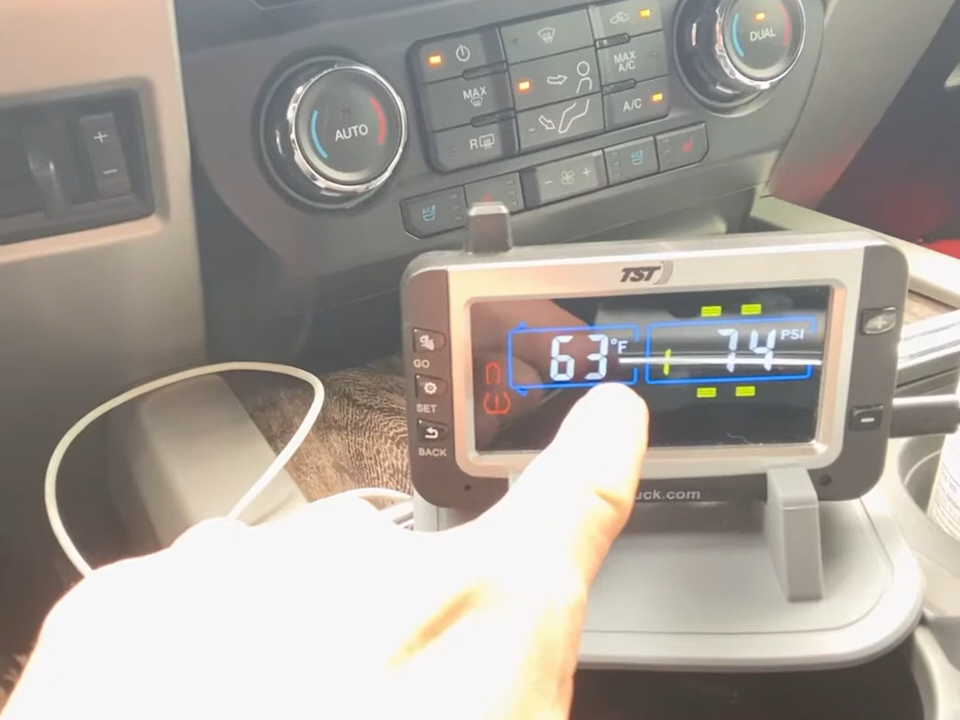 AUTO
MAX
R
MAX
A/C
A/C
DUAL
+
−
− +
TST
GO
SET
BACK
63°F
74 PSI
+
−
uck.com